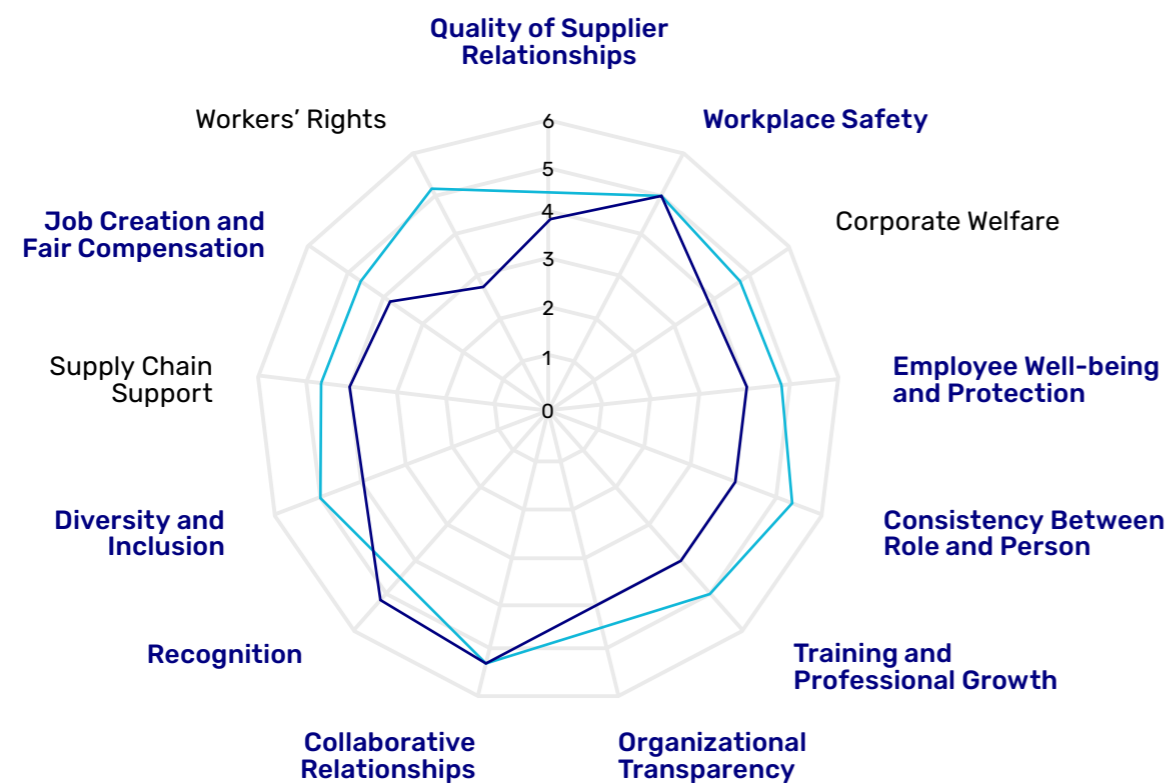 Quality of Supplier
Relationships
Workers’ Rights
Workplace Safety
Job Creation and
Fair Compensation
Corporate Welfare
Supply Chain
Support
Employee Well-being
and Protection
Diversity and
Inclusion
Consistency Between
Role and Person
Recognition
Training and
Professional Growth
Collaborative
Relationships
Organizational
Transparency
6
5
4
3
2
1
0